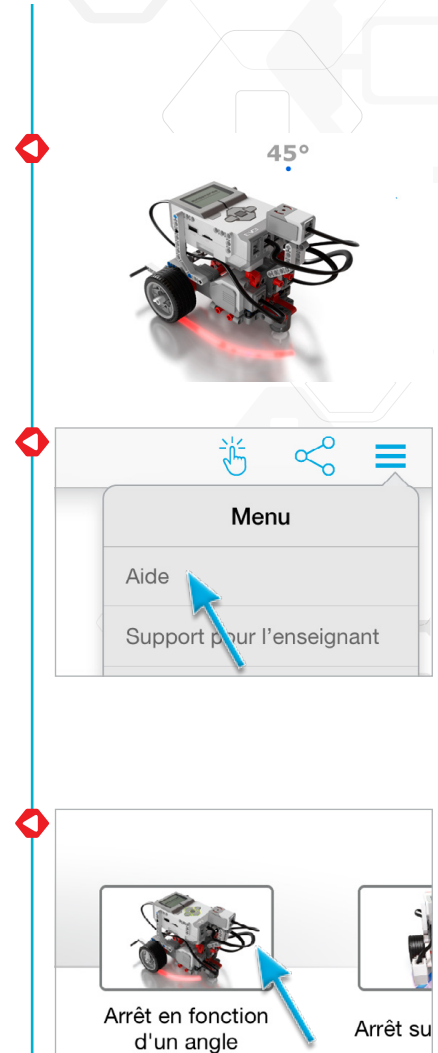 45°
Menu
Aide
Support pour l'enseignant
Arrêt en fonction
d'un angle
Arrêt su